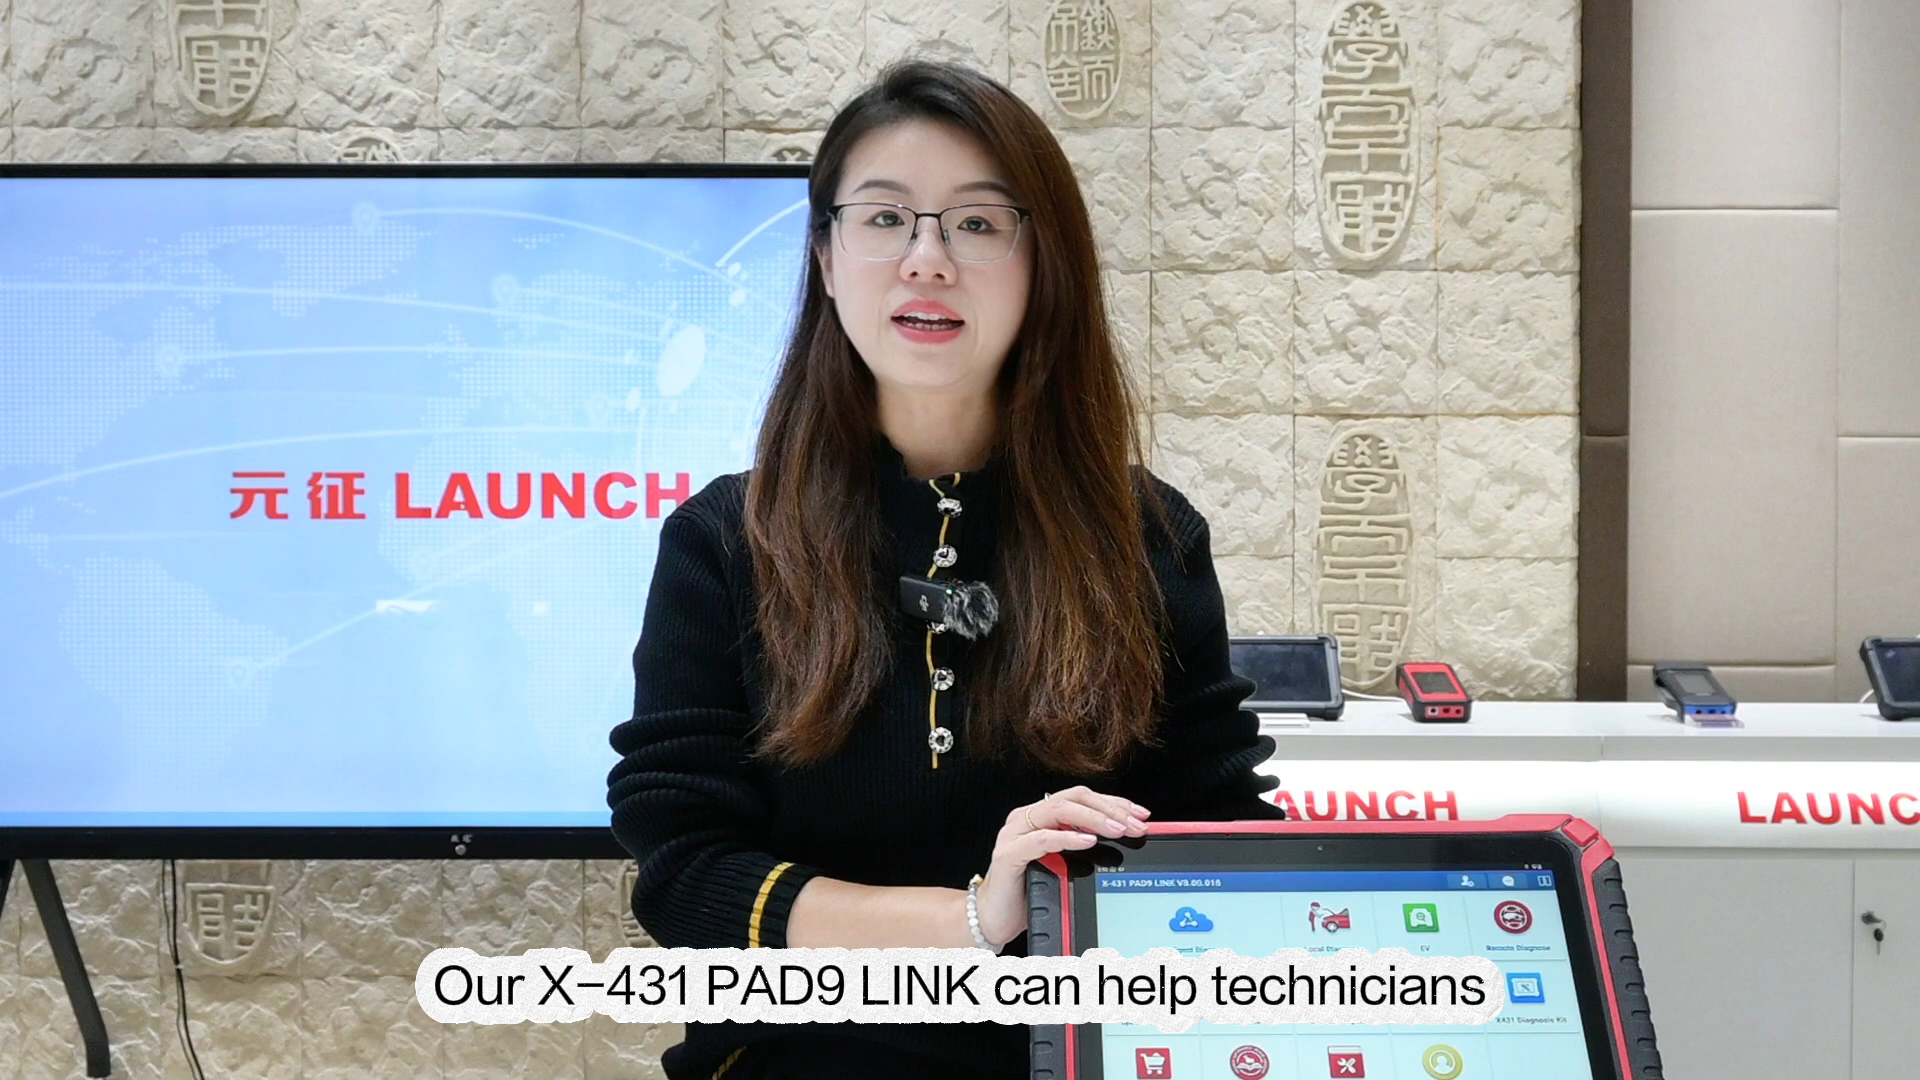 元征 LAUNCH
LAUNCH
LAUNC
X-431 PAD9 LINK V8.00.018
EV
Remote Diagnose
X431 Diagnosis Kit
Our X-431 PAD9 LINK can help technicians